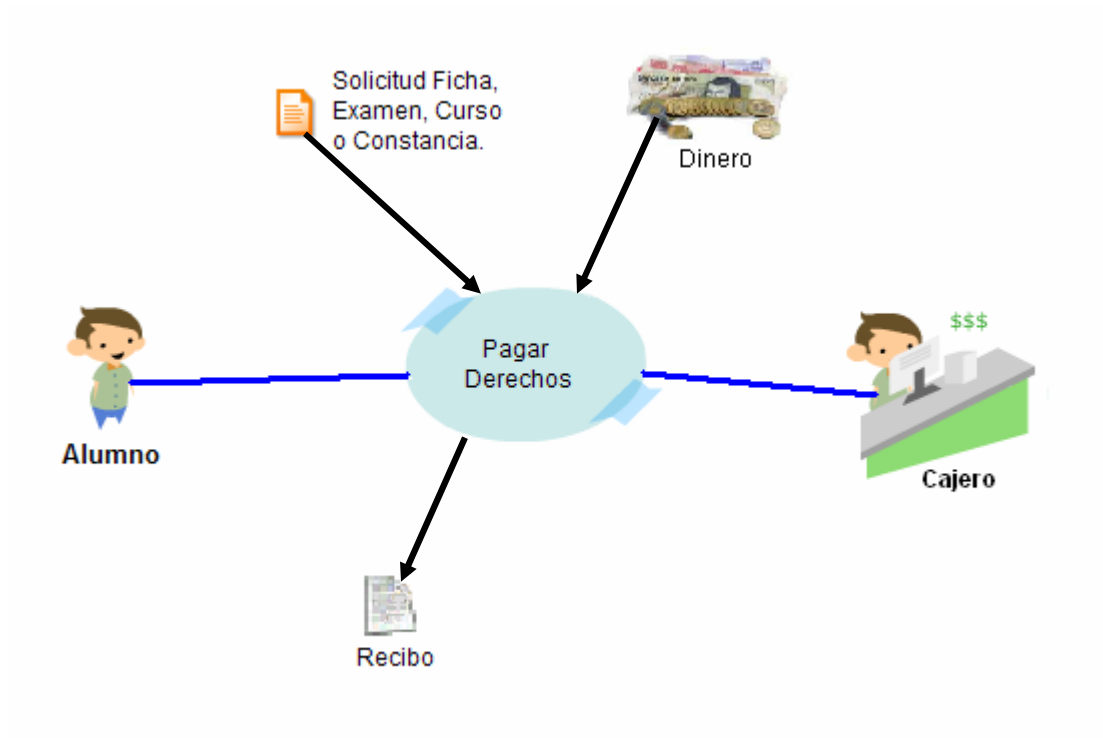 Solicitud Ficha,
Examen, Curso
o Constancia.
Dinero
$$$
Pagar
Derechos
Alumno
Cajero
Recibo